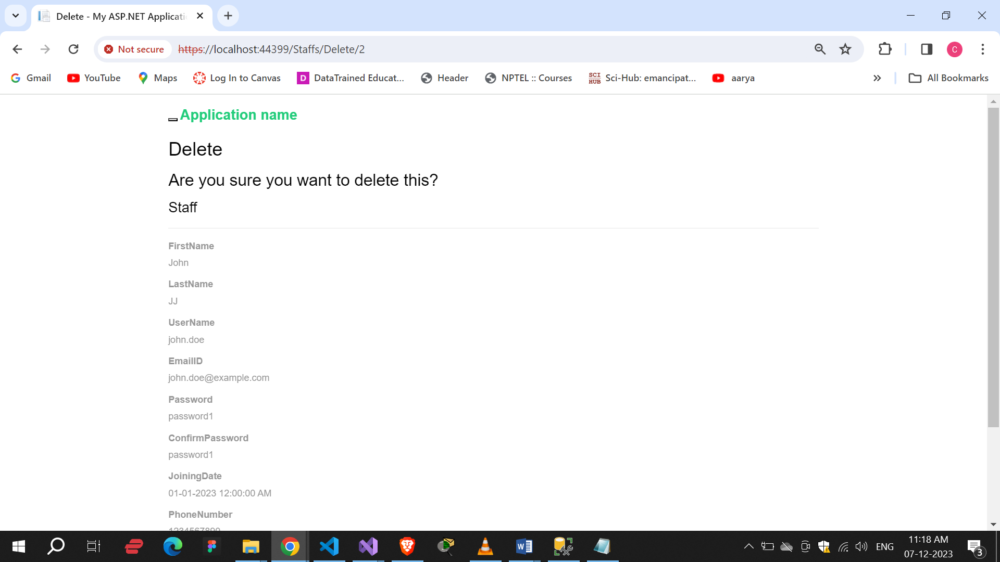 Delete - My ASP.NET Applicati
Not secure https://localhost:44399/Staffs/Delete/2
C
Gmail YouTube Maps Log In to Canvas D DataTrained Educat... Header NPTEL :: Courses SCI HUB Sci-Hub: emancipat... aarya All Bookmarks
Application name
Delete
Are you sure you want to delete this?
Staff
FirstName
John
LastName
JJ
UserName
john.doe
EmailID
john.doe@example.com
Password
password1
ConfirmPassword
password1
JoiningDate
01-01-2023 12:00:00 AM
PhoneNumber
1234567890
ENG
11:18 AM
07-12-2023
3